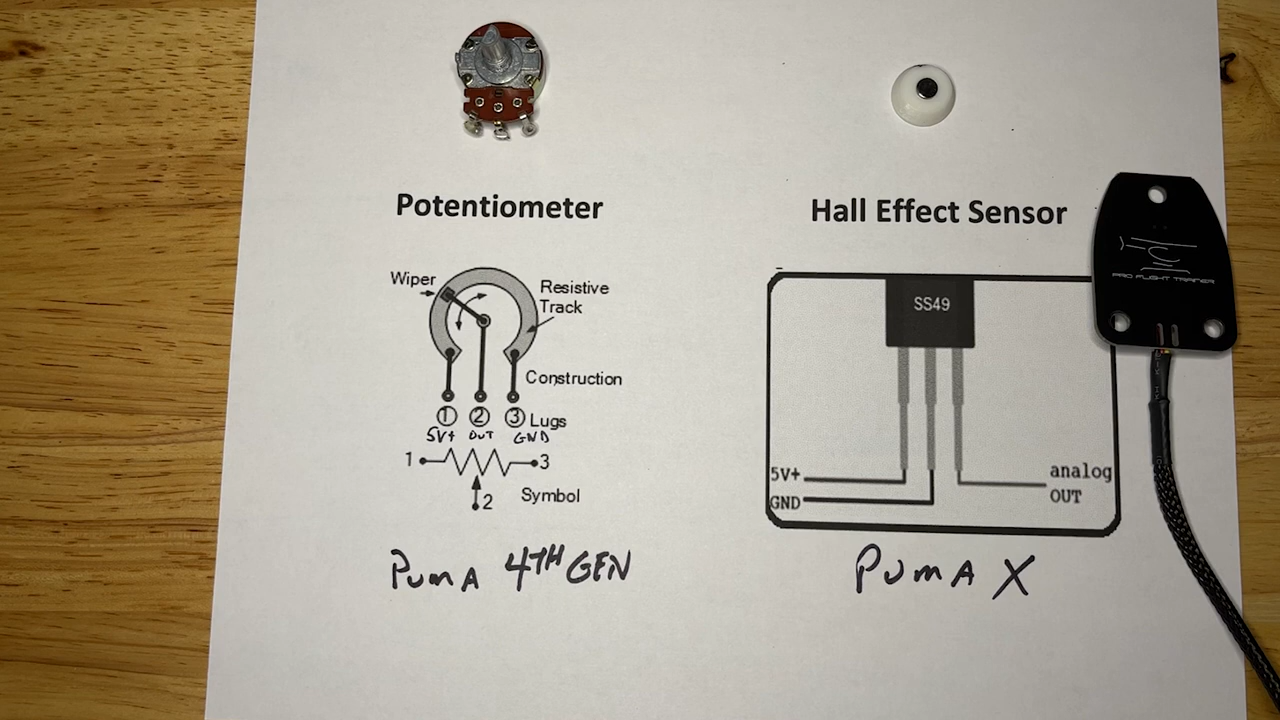 Potentiometer
Wiper
Resistive
Track
Construction
① ② ③ Lugs
5V+ OUT GND
1 3
2 Symbol
PUMA 4TH GEN
Hall Effect Sensor
SS49
5V+
GND
analog
OUT
PUMA X
PRO FLIGHT TRAINER